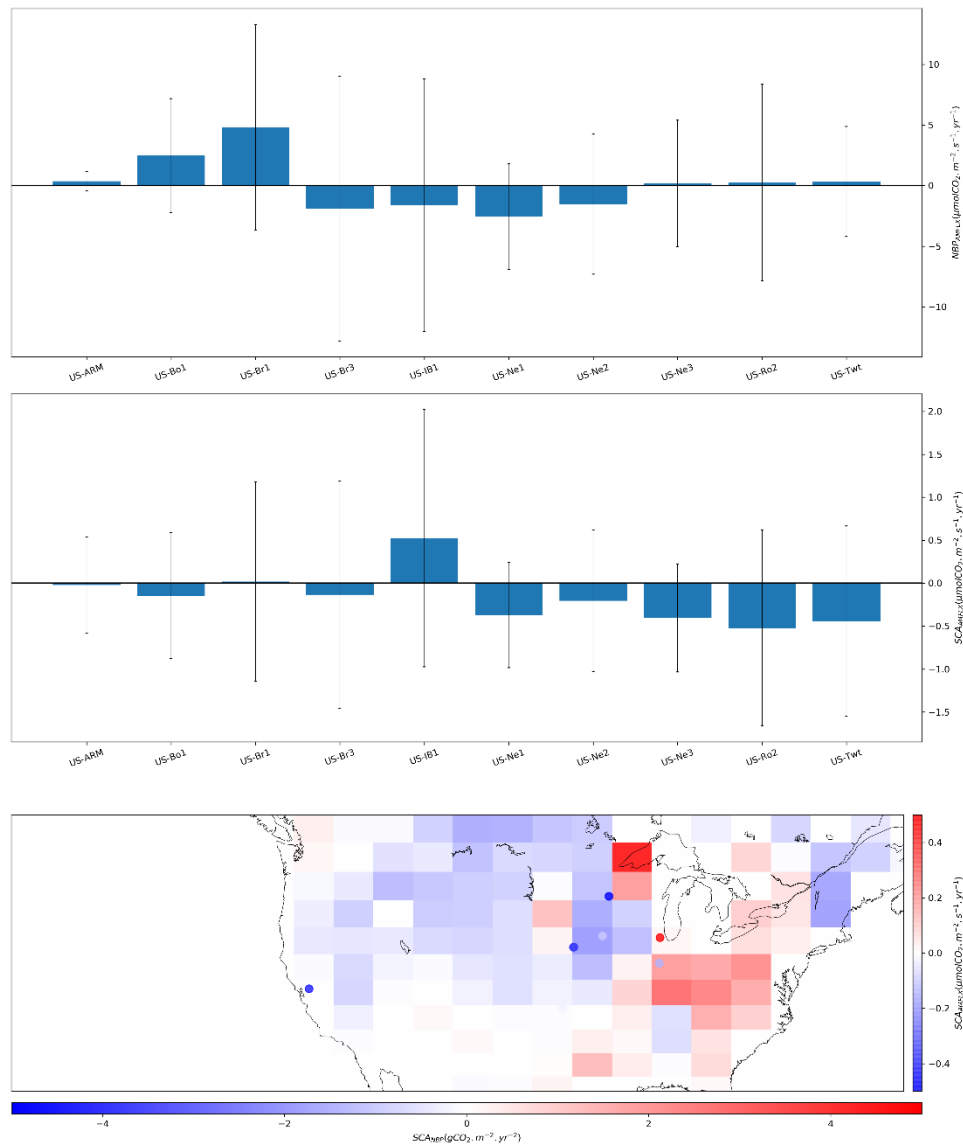 10
5
0
−5
−10
NBP_AMFLX(μmolCO₂.m⁻².s⁻¹.yr⁻¹)
US-ARM US-Bo1 US-Br1 US-Br3 US-IB1 US-Ne1 US-Ne2 US-Ne3 US-Ro2 US-Twt
2.0
1.5
1.0
0.5
0.0
−0.5
−1.0
−1.5
SCA_AMFLX(μmolCO₂.m⁻².s⁻¹.yr⁻¹)
US-ARM US-Bo1 US-Br1 US-Br3 US-IB1 US-Ne1 US-Ne2 US-Ne3 US-Ro2 US-Twt
0.4
0.2
0.0
−0.2
−0.4
SCA_AMFLX(μmolCO₂.m⁻².s⁻¹.yr⁻¹)
−4 −2 0 2 4
SCA_NBP(gCO₂.m⁻².yr⁻²)